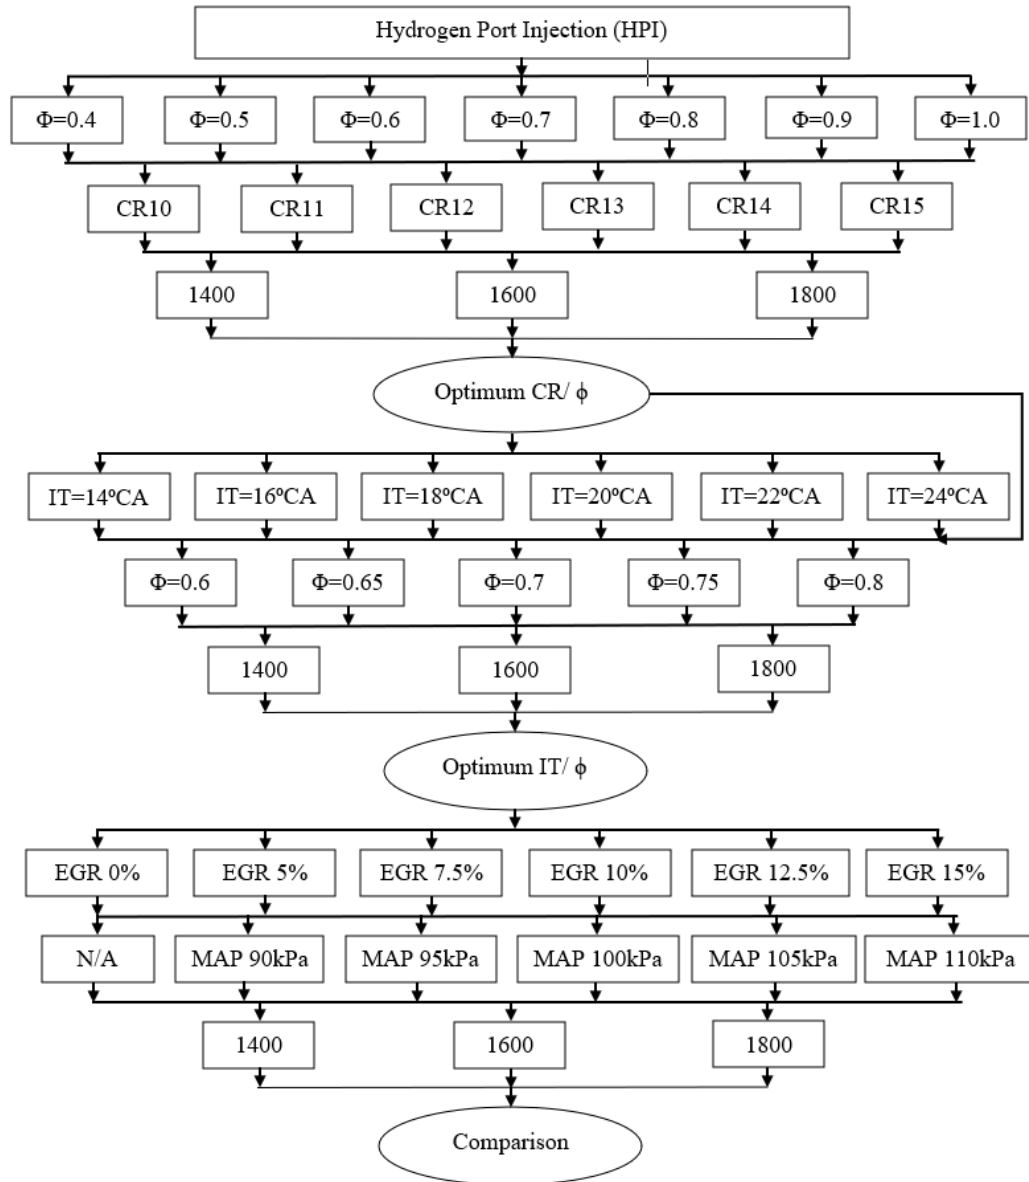 Hydrogen Port Injection (HPI)
Φ=0.4 Φ=0.5 Φ=0.6 Φ=0.7 Φ=0.8 Φ=0.9 Φ=1.0
CR10 CR11 CR12 CR13 CR14 CR15
1400 1600 1800
Optimum CR/ ϕ
IT=14ºCA IT=16ºCA IT=18ºCA IT=20ºCA IT=22ºCA IT=24ºCA
Φ=0.6 Φ=0.65 Φ=0.7 Φ=0.75 Φ=0.8
1400 1600 1800
Optimum IT/ ϕ
EGR 0% EGR 5% EGR 7.5% EGR 10% EGR 12.5% EGR 15%
N/A MAP 90kPa MAP 95kPa MAP 100kPa MAP 105kPa MAP 110kPa
1400 1600 1800
Comparison